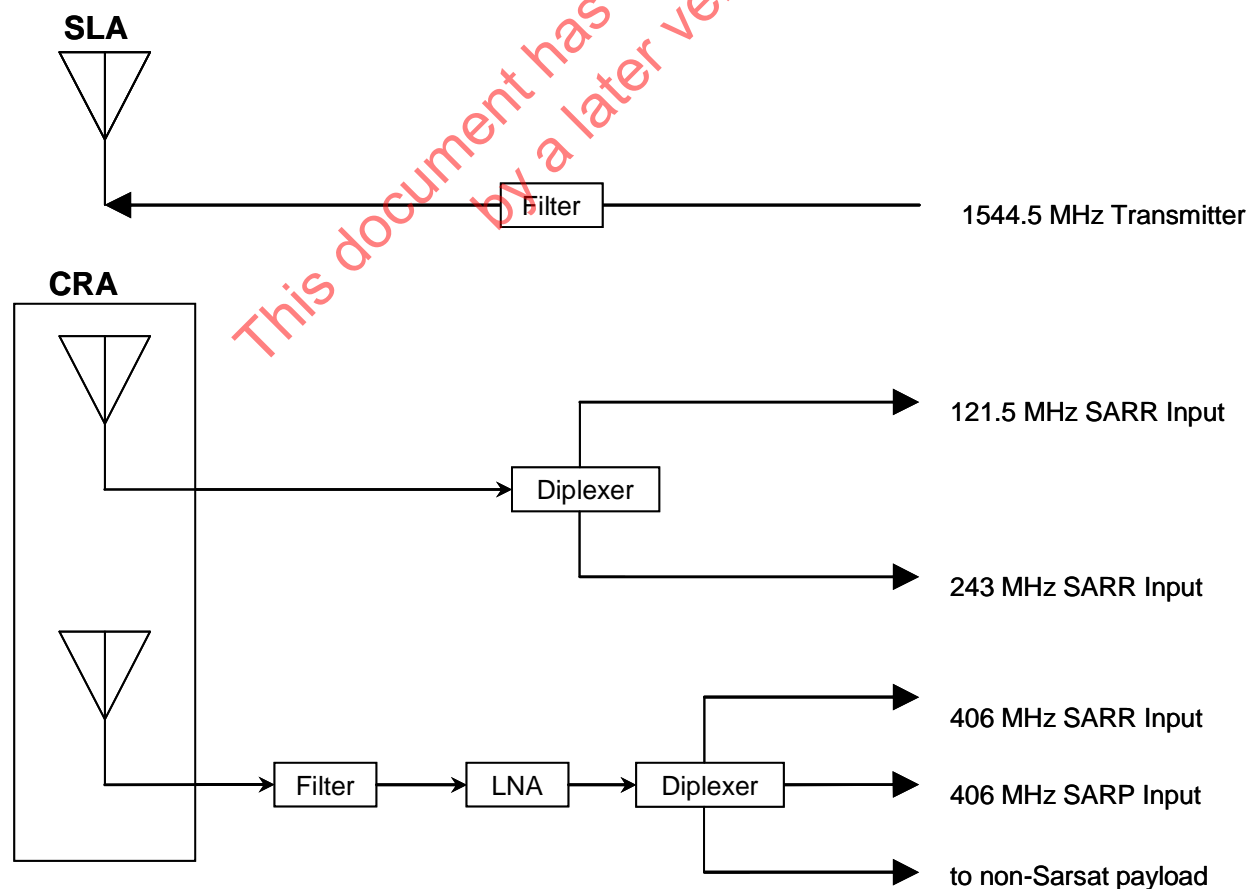 SLA
This document has
by a later ve
Filter
1544.5 MHz Transmitter
CRA
121.5 MHz SARR Input
Diplexer
243 MHz SARR Input
406 MHz SARR Input
Filter
LNA
Diplexer
406 MHz SARP Input
to non-Sarsat payload